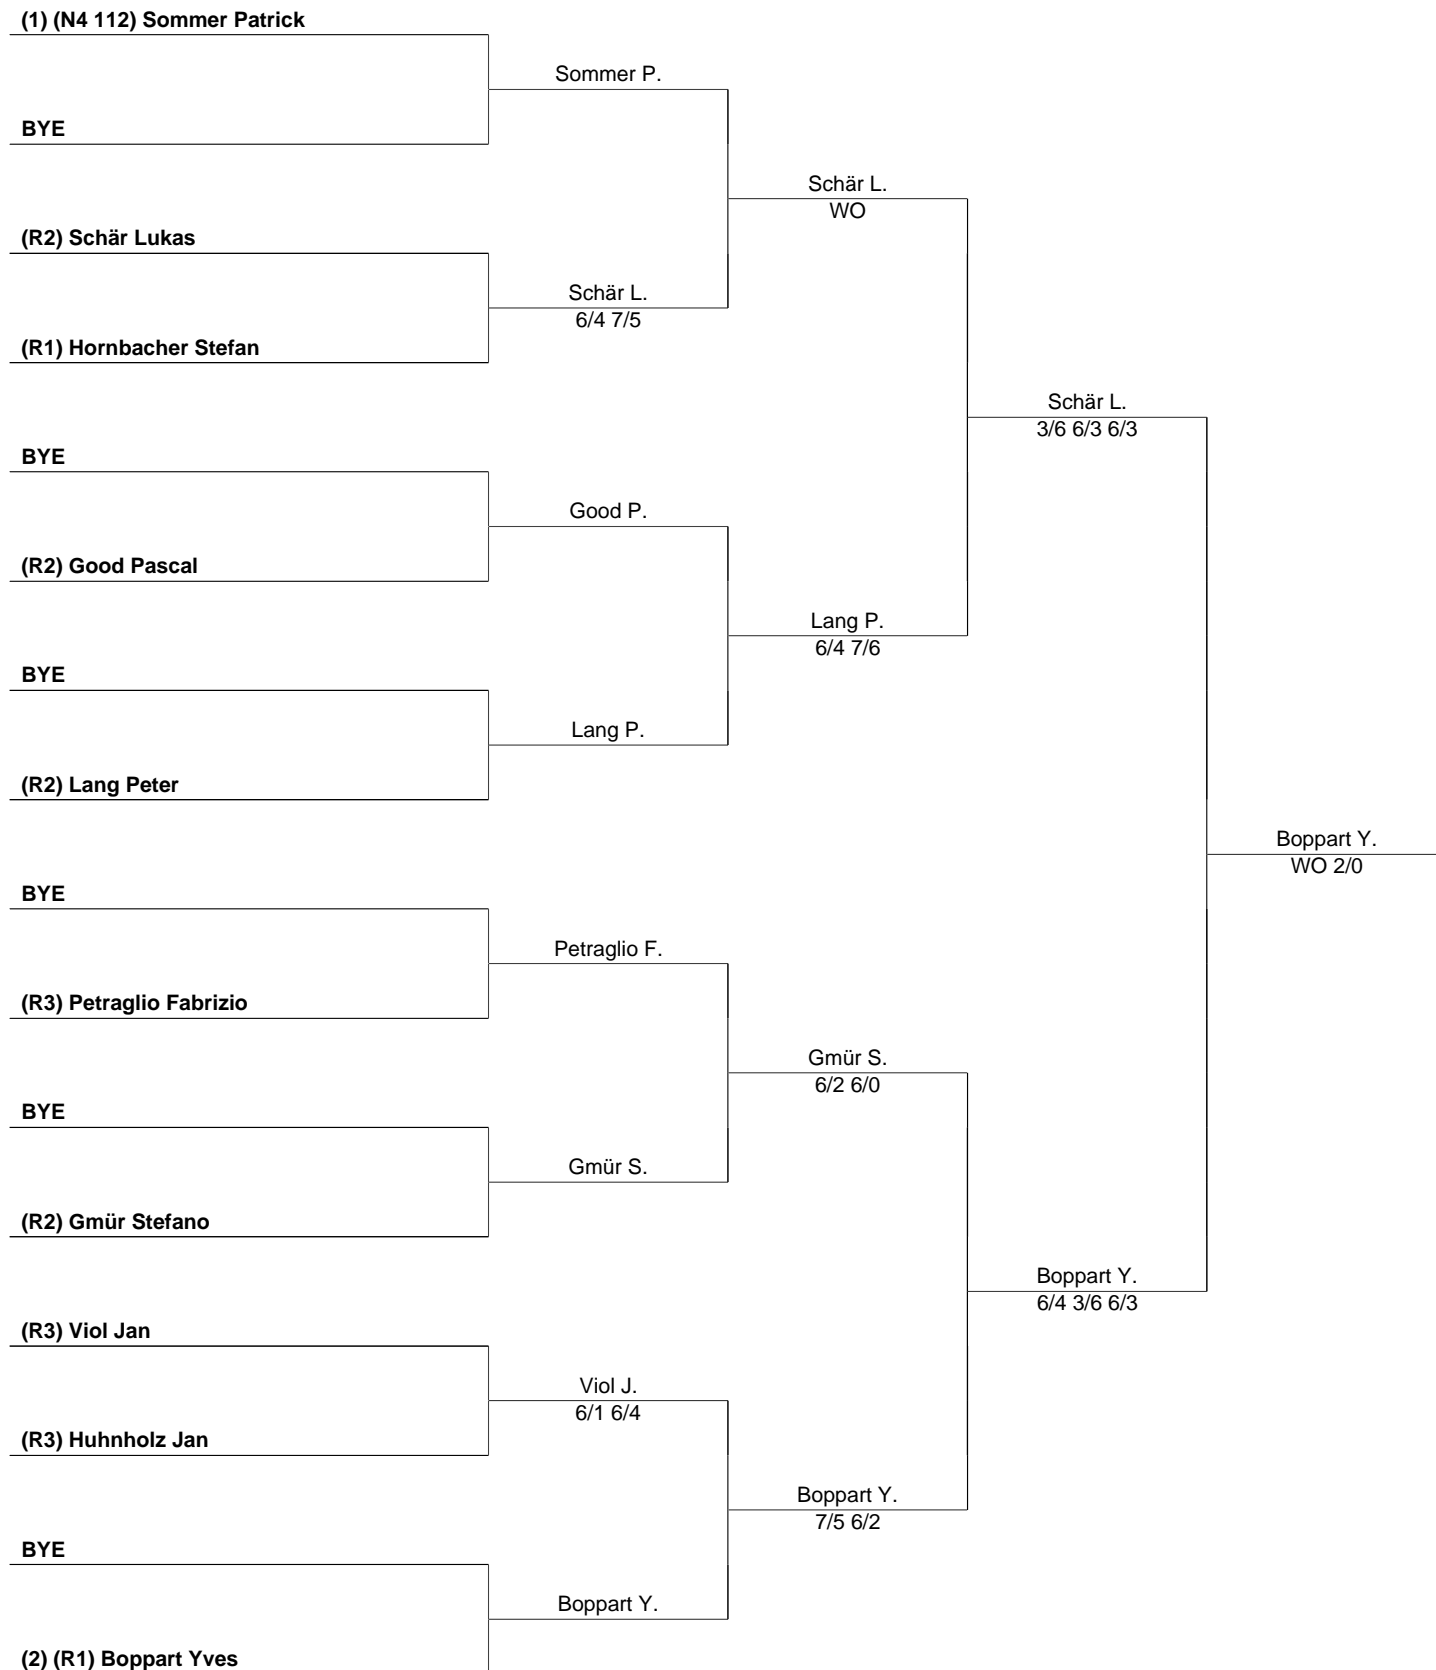 (1) (N4 112) Sommer Patrick
Sommer P.
BYE
Schär L.
WO
(R2) Schär Lukas
Schär L.
6/4 7/5
(R1) Hornbacher Stefan
Schär L.
3/6 6/3 6/3
BYE
Good P.
(R2) Good Pascal
Lang P.
6/4 7/6
BYE
Lang P.
(R2) Lang Peter
Boppart Y.
WO 2/0
BYE
Petraglio F.
(R3) Petraglio Fabrizio
Gmür S.
6/2 6/0
BYE
Gmür S.
(R2) Gmür Stefano
Boppart Y.
6/4 3/6 6/3
(R3) Viol Jan
Viol J.
6/1 6/4
(R3) Huhnholz Jan
Boppart Y.
7/5 6/2
BYE
Boppart Y.
(2) (R1) Boppart Yves